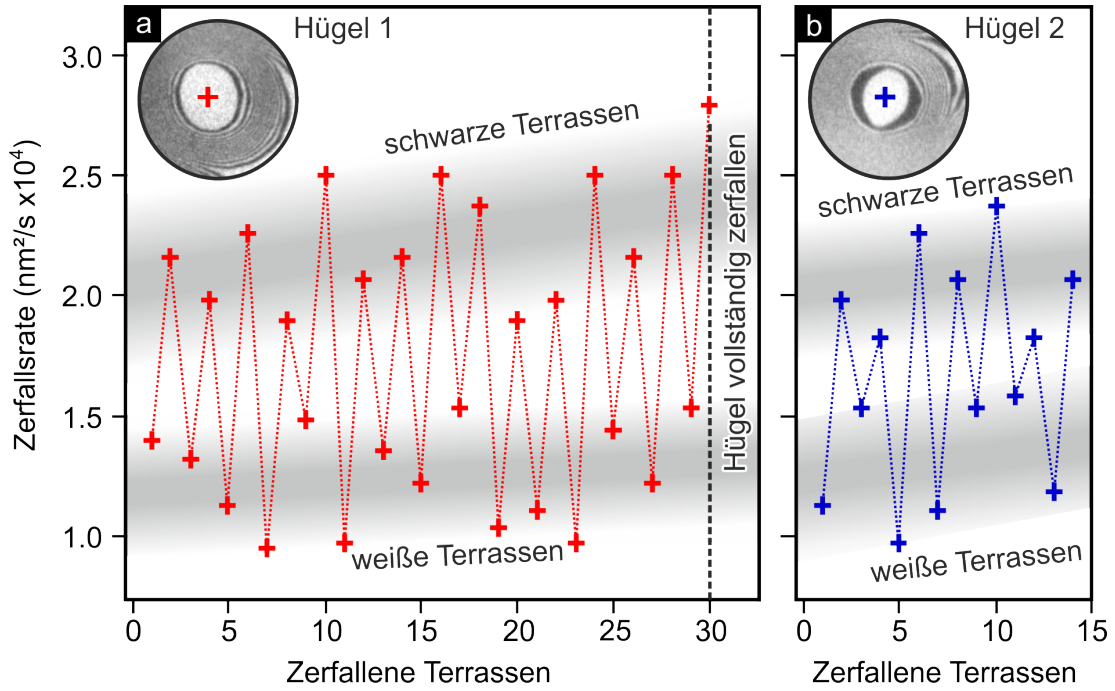 a
Hügel 1
b
Hügel 2
Zerfallsrate (nm²/s x10⁴)
3.0
2.5
2.0
1.5
1.0
schwarze Terrassen
weiße Terrassen
Hügel vollständig zerfallen
schwarze Terrassen
weiße Terrassen
0 5 10 15 20 25 30
0 5 10 15
Zerfallene Terrassen
Zerfallene Terrassen